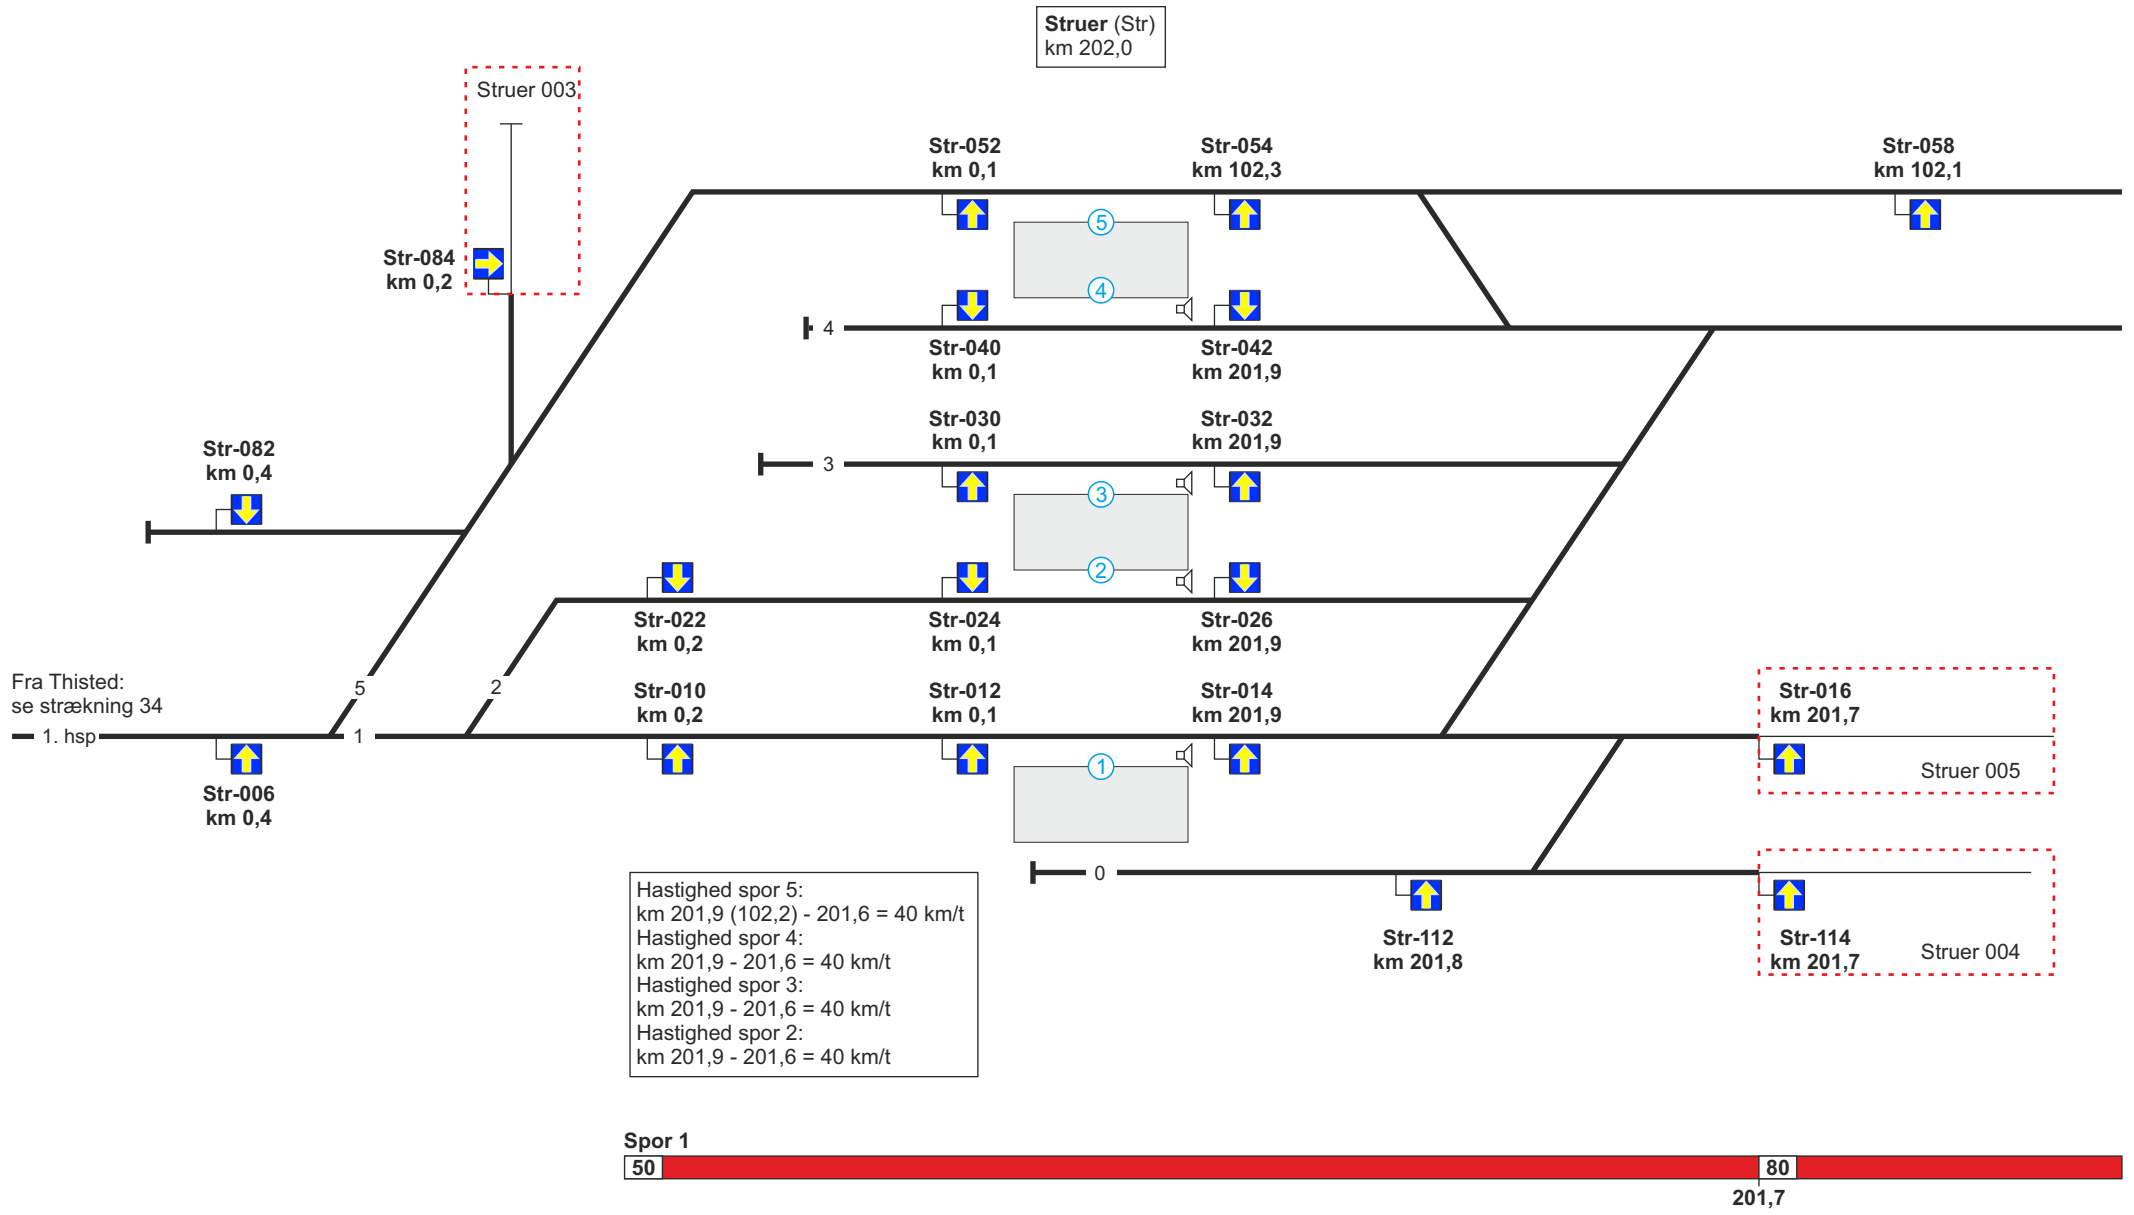 Struer (Str)
km 202,0
Struer 003
Str-052
km 0,1
Str-054
km 102,3
Str-058
km 102,1
5
Str-084
km 0,2
4
4
Str-040
km 0,1
Str-042
km 201,9
Str-030
km 0,1
Str-032
km 201,9
Str-082
km 0,4
3
3
2
Str-022
km 0,2
Str-024
km 0,1
Str-026
km 201,9
Fra Thisted:
se strækning 34
5
2
Str-010
km 0,2
Str-012
km 0,1
Str-014
km 201,9
Str-016
km 201,7
1. hsp
1
1
Struer 005
Str-006
km 0,4
0
Str-112
km 201,8
Str-114
km 201,7
Struer 004
Hastighed spor 5:
km 201,9 (102,2) - 201,6 = 40 km/t
Hastighed spor 4:
km 201,9 - 201,6 = 40 km/t
Hastighed spor 3:
km 201,9 - 201,6 = 40 km/t
Hastighed spor 2:
km 201,9 - 201,6 = 40 km/t
Spor 1
50
80
201,7